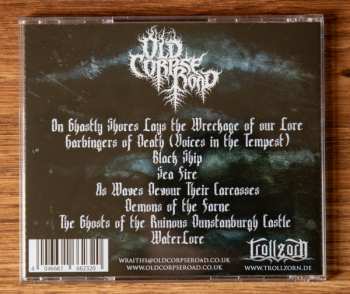 OLD
CORPSE
ROAD
On Ghastly Shores Lays the Wreckage of our Lore
Harbingers of Death (Voices in the Tempest)
Black Ship
Sea Fire
As Waves Devour Their Carcasses
Demons of the Farne
The Ghosts of the Ruinous Dunstanburgh Castle
WaterLore
WRAITHS@OLDCORPSEROAD.CO.UK
WWW.OLDCORPSEROAD.CO.UK
Trollzorn
WWW.TROLLZORN.DE